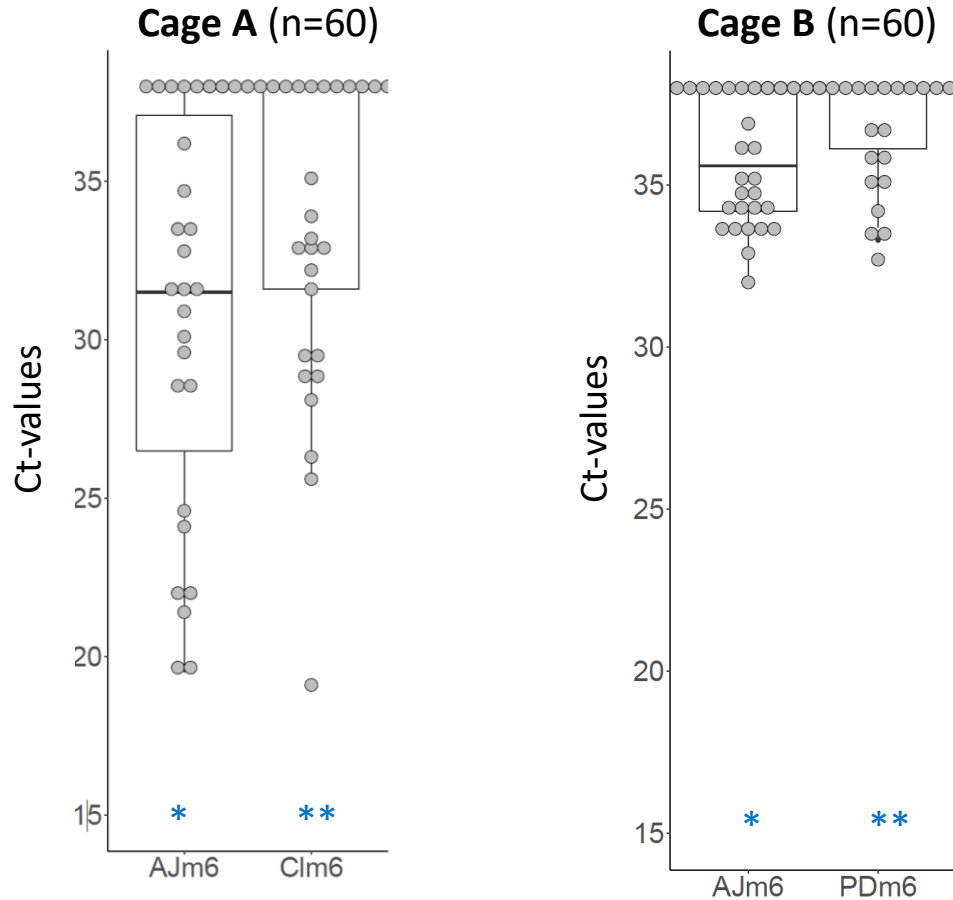 Cage A (n=60)
Cage B (n=60)
Ct-values
35
30
25
20
15
* **
AJm6 CIm6
Ct-values
35
30
25
20
15
* **
AJm6 PDm6